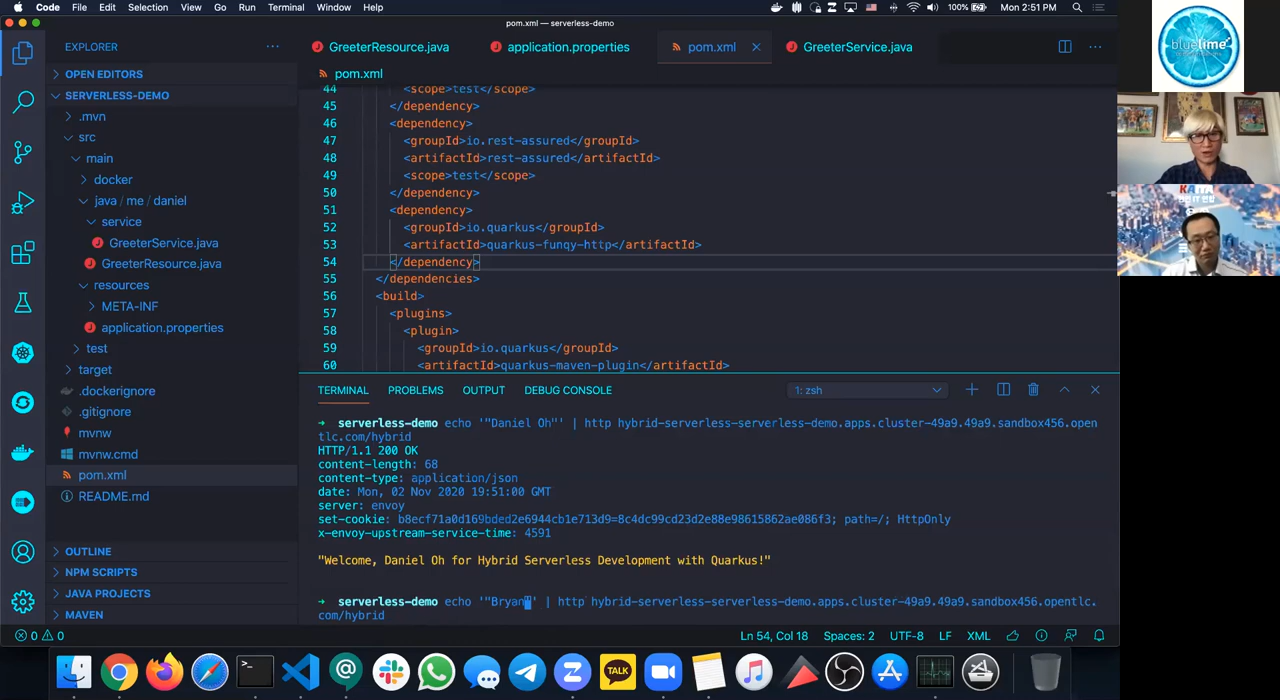 Code File Edit Selection View Go Run Terminal Window Help 100% Mon 2:51 PM
pom.xml — serverless-demo
EXPLORER
OPEN EDITORS
SERVERLESS-DEMO
.mvn
src
main
docker
java / me / daniel
service
GreeterService.java
GreeterResource.java
resources
META-INF
application.properties
test
target
.dockerignore
.gitignore
mvnw
mvnw.cmd
pom.xml
README.md
OUTLINE
NPM SCRIPTS
JAVA PROJECTS
MAVEN
GreeterResource.java application.properties pom.xml GreeterService.java
pom.xml
44 <scope>test</scope>
45 </dependency>
46 <dependency>
47 <groupId>io.rest-assured</groupId>
48 <artifactId>rest-assured</artifactId>
49 <scope>test</scope>
50 </dependency>
51 <dependency>
52 <groupId>io.quarkus</groupId>
53 <artifactId>quarkus-funqy-http</artifactId>
54 </dependency>
55 </dependencies>
56 <build>
57 <plugins>
58 <plugin>
59 <groupId>io.quarkus</groupId>
60 <artifactId>quarkus-maven-plugin</artifactId>
TERMINAL PROBLEMS OUTPUT DEBUG CONSOLE 1: zsh
→ serverless-demo echo '"Daniel Oh"' | http hybrid-serverless-serverless-demo.apps.cluster-49a9.49a9.sandbox456.open
tlc.com/hybrid
HTTP/1.1 200 OK
content-length: 68
content-type: application/json
date: Mon, 02 Nov 2020 19:51:00 GMT
server: envoy
set-cookie: b8ecf71a0d169bded2e6944cb1e713d9=8c4dc99cd23d2e88e98615862ae086f3; path=/; HttpOnly
x-envoy-upstream-service-time: 4591
"Welcome, Daniel Oh for Hybrid Serverless Development with Quarkus!"
→ serverless-demo echo '"Bryan"' | http hybrid-serverless-serverless-demo.apps.cluster-49a9.49a9.sandbox456.opentlc.
com/hybrid
0 0 Ln 54, Col 18 Spaces: 2 UTF-8 LF XML
TALK
bluelime